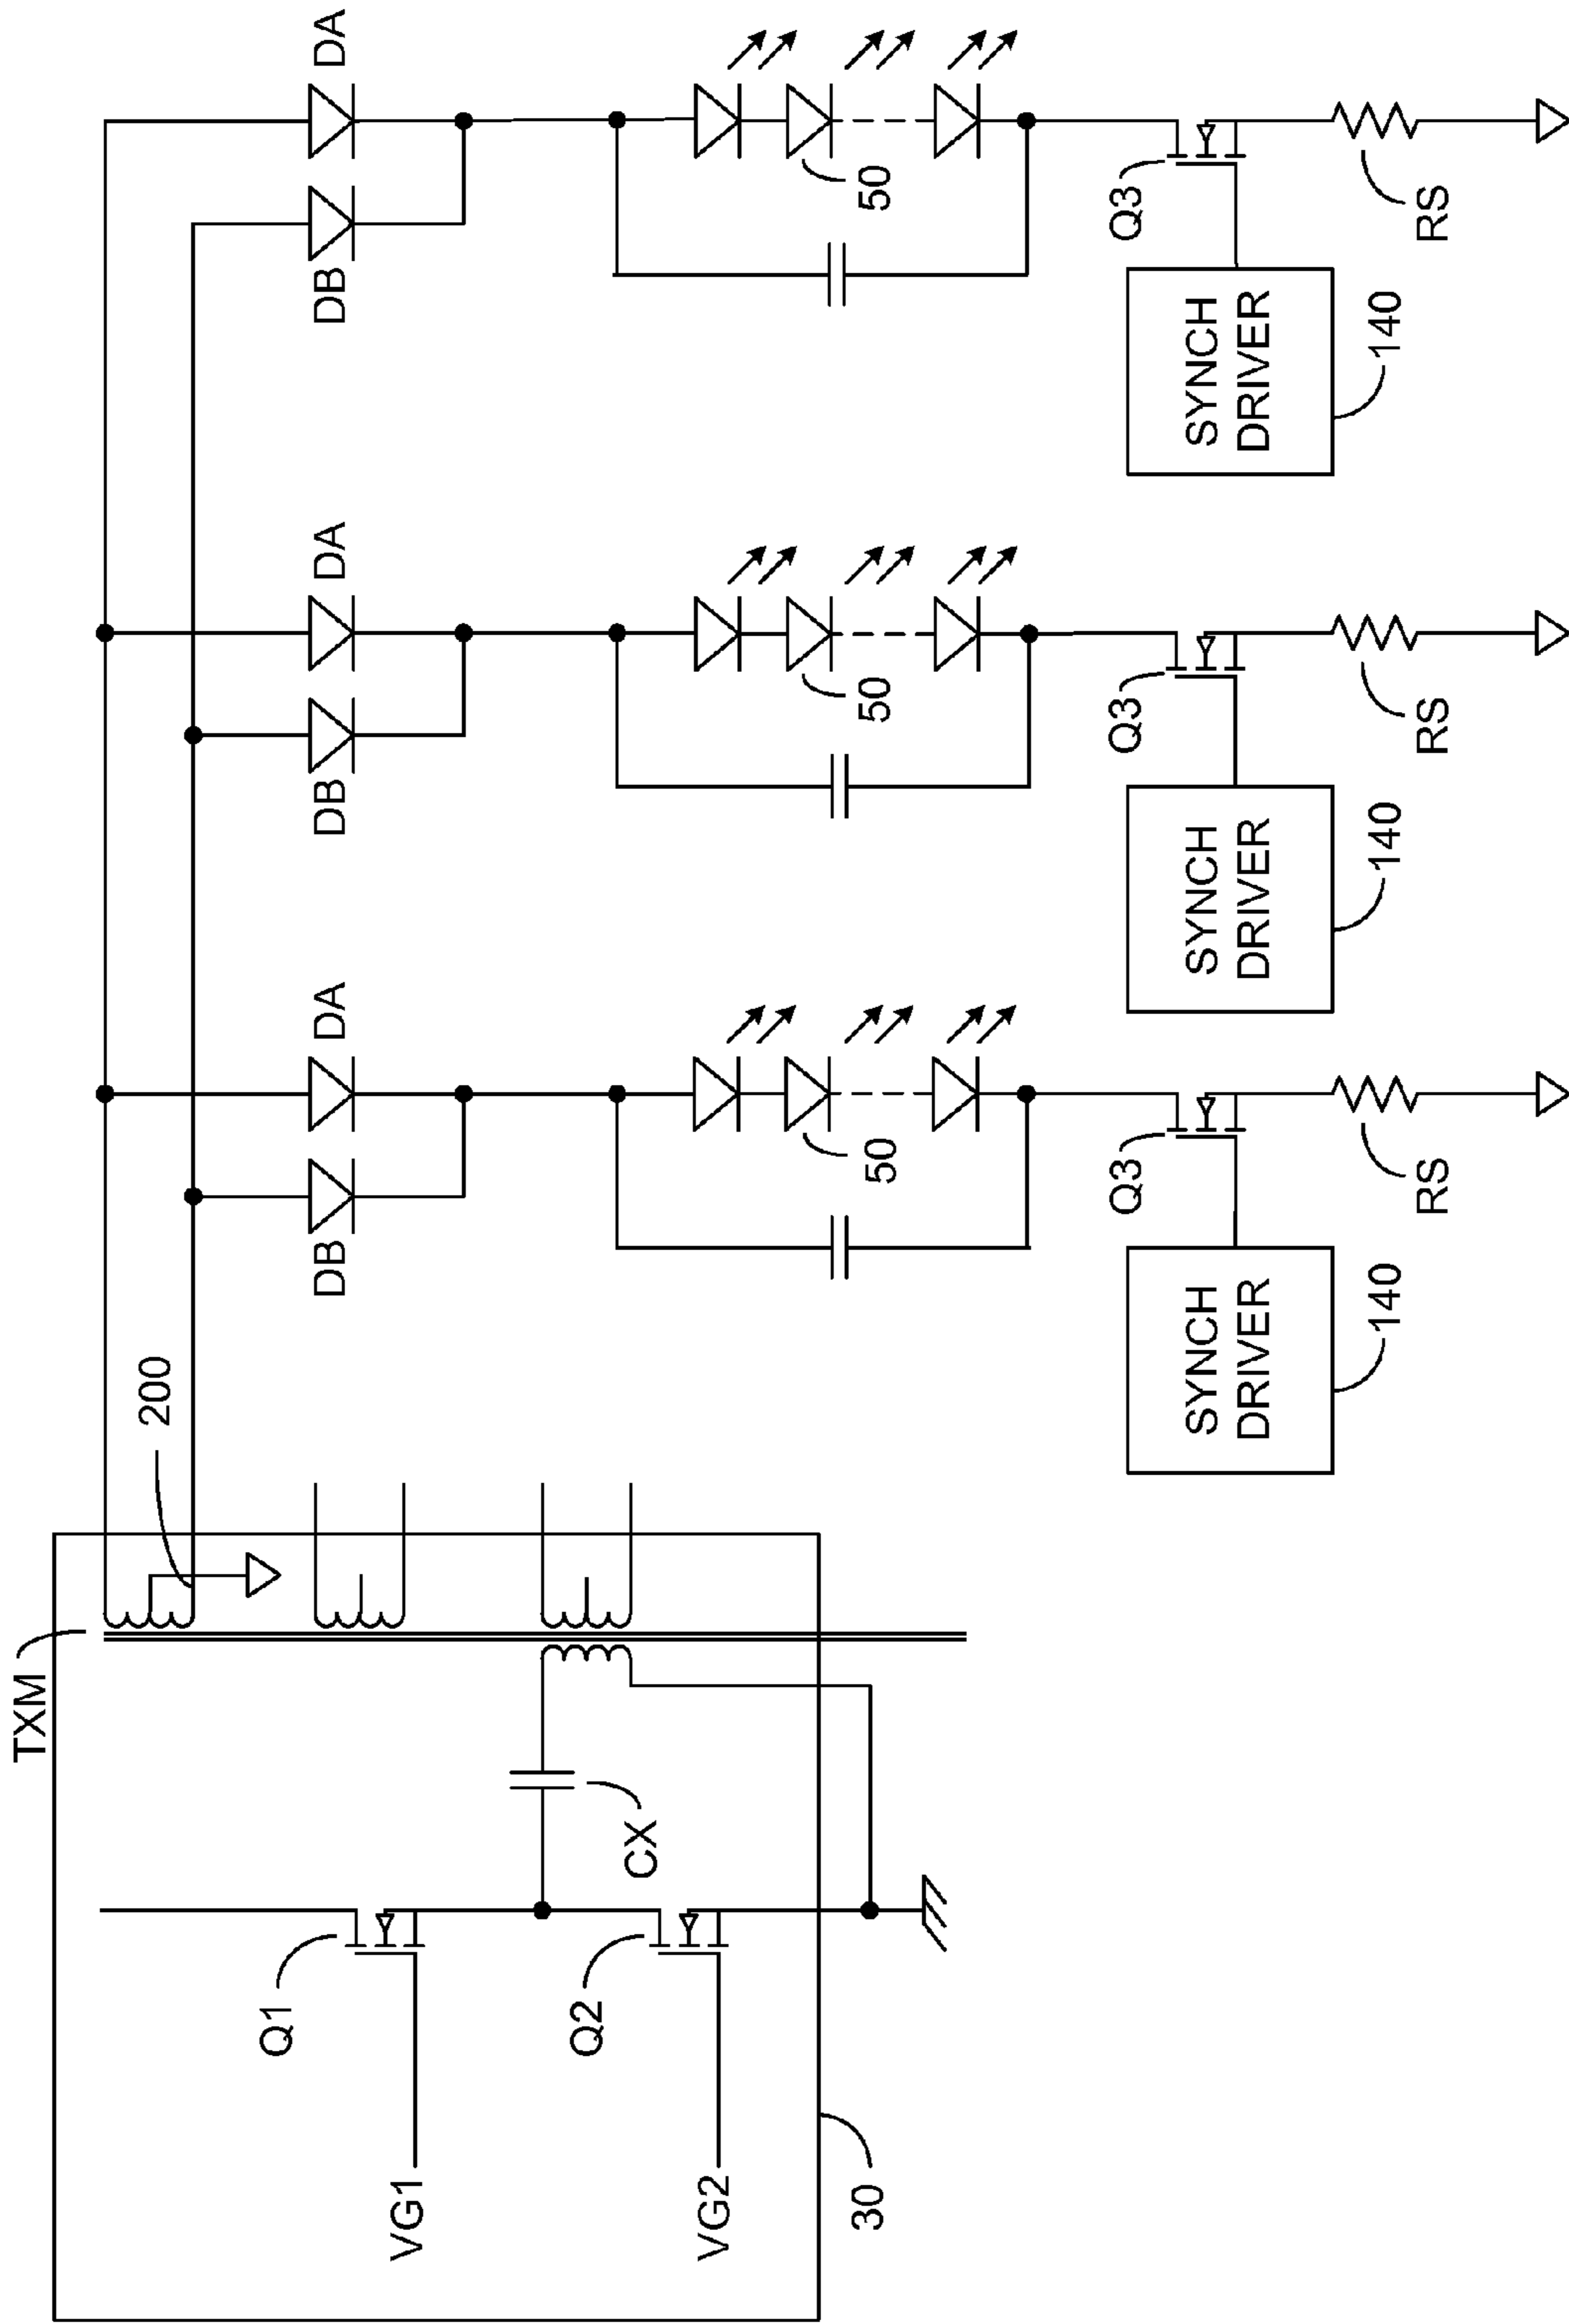 TXM
200
Q1
DB
DA
DB
DA
DB
DA
VG1
Q2
CX
VG2
30
50
50
50
Q3
Q3
Q3
SYNCH
DRIVER
SYNCH
DRIVER
SYNCH
DRIVER
140
140
140
RS
RS
RS